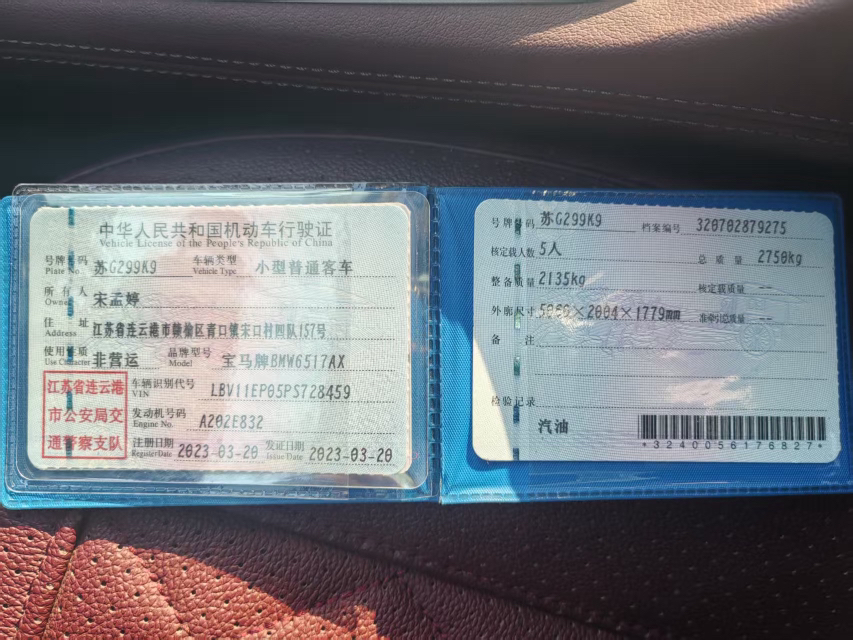 中华人民共和国机动车行驶证
Vehicle License of the People's Republic of China
号牌号码 苏G299K9 车辆类型 小型普通客车
Plate No. Vehicle Type
所有人 宋孟婷
Owner
住址 江苏省连云港市赣榆区青口镇宋口村四队157号
Address
使用性质 非营运 品牌型号 宝马牌BMW6517AX
Use Character Model
江苏省连云港
市公安局交
通警察支队
车辆识别代号 LBV11EP05PS728459
VIN
发动机号码 A202E832
Engine No.
注册日期 2023-03-20 发证日期 2023-03-20
Register Date Issue Date
号牌号码 苏G299K9 档案编号 320702879275
核定载人数 5人 总质量 2750kg
整备质量 2135kg 核定载质量 --
外廓尺寸 5060×2004×1779mm 准牵引总质量 --
备注
检验记录
汽油
*3240056176827*